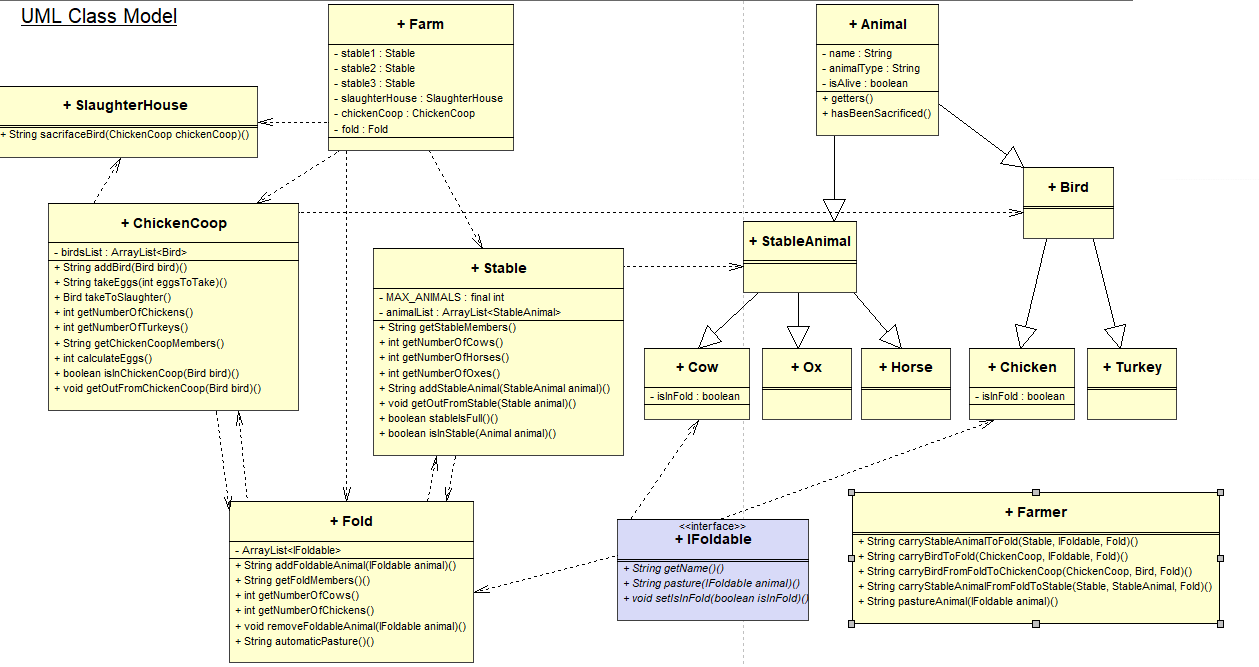 UML Class Model
+ Farm
- stable1 : Stable
- stable2 : Stable
- stable3 : Stable
- slaughterHouse : SlaughterHouse
- chickenCoop : ChickenCoop
- fold : Fold
+ Animal
- name : String
- animalType : String
- isAlive : boolean
+ getters()
+ hasBeenSacrificed()
+ SlaughterHouse
+ String sacrifaceBird(ChickenCoop chickenCoop)()
+ Bird
+ ChickenCoop
- birdsList : ArrayList<Bird>
+ String addBird(Bird bird)()
+ String takeEggs(int eggsToTake)()
+ Bird takeToSlaughter()
+ int getNumberOfChickens()
+ int getNumberOfTurkeys()
+ String getChickenCoopMembers()
+ int calculateEggs()
+ boolean isInChickenCoop(Bird bird)()
+ void getOutFromChickenCoop(Bird bird)()
+ StableAnimal
+ Stable
- MAX_ANIMALS : final int
- animalList : ArrayList<StableAnimal>
+ String getStableMembers()
+ int getNumberOfCows()
+ int getNumberOfHorses()
+ int getNumberOfOxes()
+ String addStableAnimal(StableAnimal animal)()
+ void getOutFromStable(Stable animal)()
+ boolean stableIsFull()()
+ boolean isInStable(Animal animal)()
+ Cow
- isInFold : boolean
+ Ox
+ Horse
+ Chicken
- isInFold : boolean
+ Turkey
+ Fold
- ArrayList<IFoldable>
+ String addFoldableAnimal(IFoldable animal)()
+ String getFoldMembers()()
+ int getNumberOfCows()
+ int getNumberOfChickens()
+ void removeFoldableAnimal(IFoldable animal)()
+ String automaticPasture()()
<<interface>>
+ IFoldable
+ String getName()()
+ String pasture(IFoldable animal)()
+ void setIsInFold(boolean isInFold)()
+ Farmer
+ String carryStableAnimalToFold(Stable, IFoldable, Fold)()
+ String carryBirdToFold(ChickenCoop, IFoldable, Fold)()
+ String carryBirdFromFoldToChickenCoop(ChickenCoop, Bird, Fold)()
+ String carryStableAnimalFromFoldToStable(Stable, StableAnimal, Fold)()
+ String pastureAnimal(IFoldable animal)()